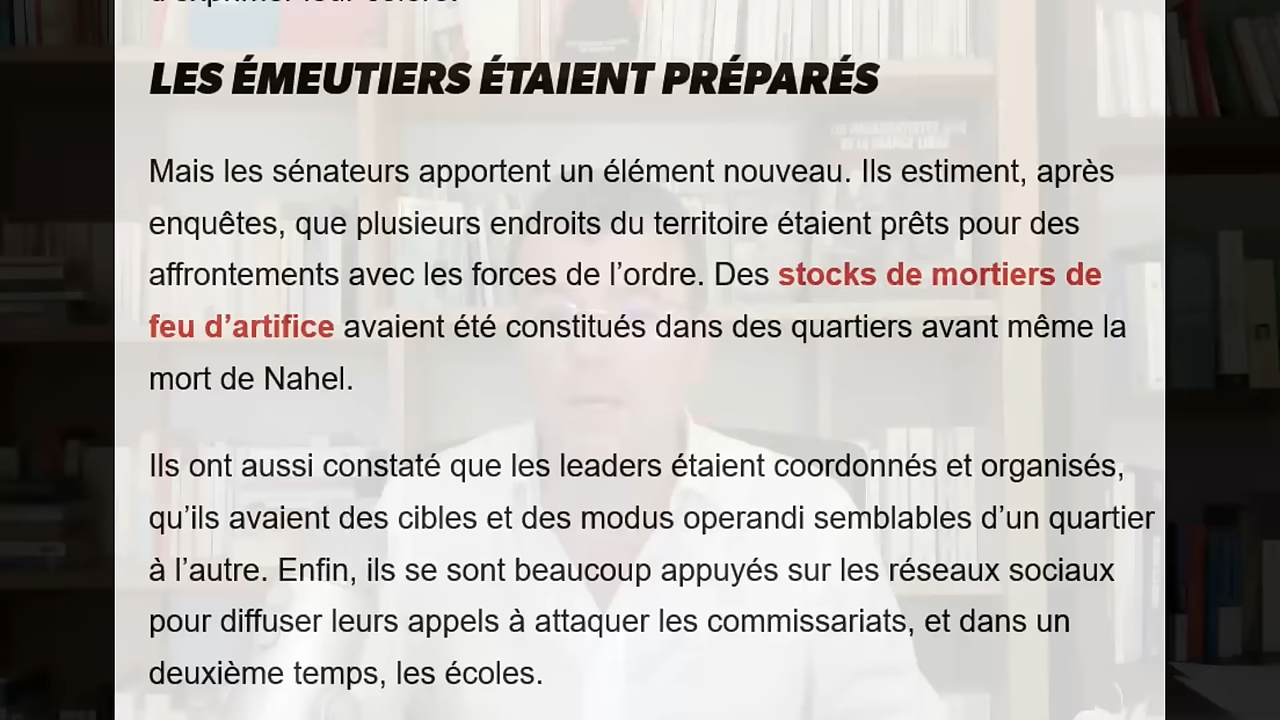 LES ÉMEUTIERS ÉTAIENT PRÉPARÉS
Mais les sénateurs apportent un élément nouveau. Ils estiment, après
enquêtes, que plusieurs endroits du territoire étaient prêts pour des
affrontements avec les forces de l’ordre. Des stocks de mortiers de
feu d’artifice avaient été constitués dans des quartiers avant même la
mort de Nahel.
Ils ont aussi constaté que les leaders étaient coordonnés et organisés,
qu’ils avaient des cibles et des modus operandi semblables d’un quartier
à l’autre. Enfin, ils se sont beaucoup appuyés sur les réseaux sociaux
pour diffuser leurs appels à attaquer les commissariats, et dans un
deuxième temps, les écoles.